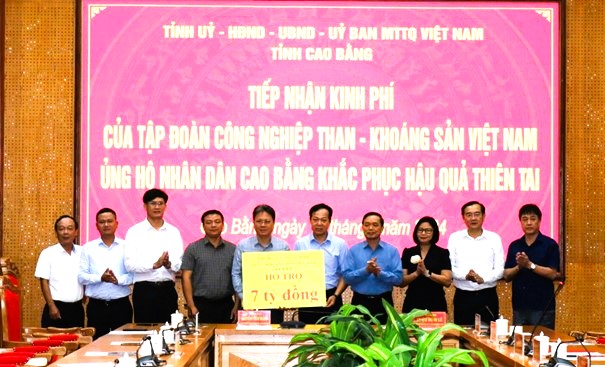 TỈNH UỶ - HĐND - UBND - UỶ BAN MTTQ VIỆT NAM
TỈNH CAO BẰNG
TIẾP NHẬN KINH PHÍ
CỦA TẬP ĐOÀN CÔNG NGHIỆP THAN - KHOÁNG SẢN VIỆT NAM
ỦNG HỘ NHÂN DÂN CAO BẰNG KHẮC PHỤC HẬU QUẢ THIÊN TAI
Bằng, ngày
HỖ TRỢ
7 tỷ đồng